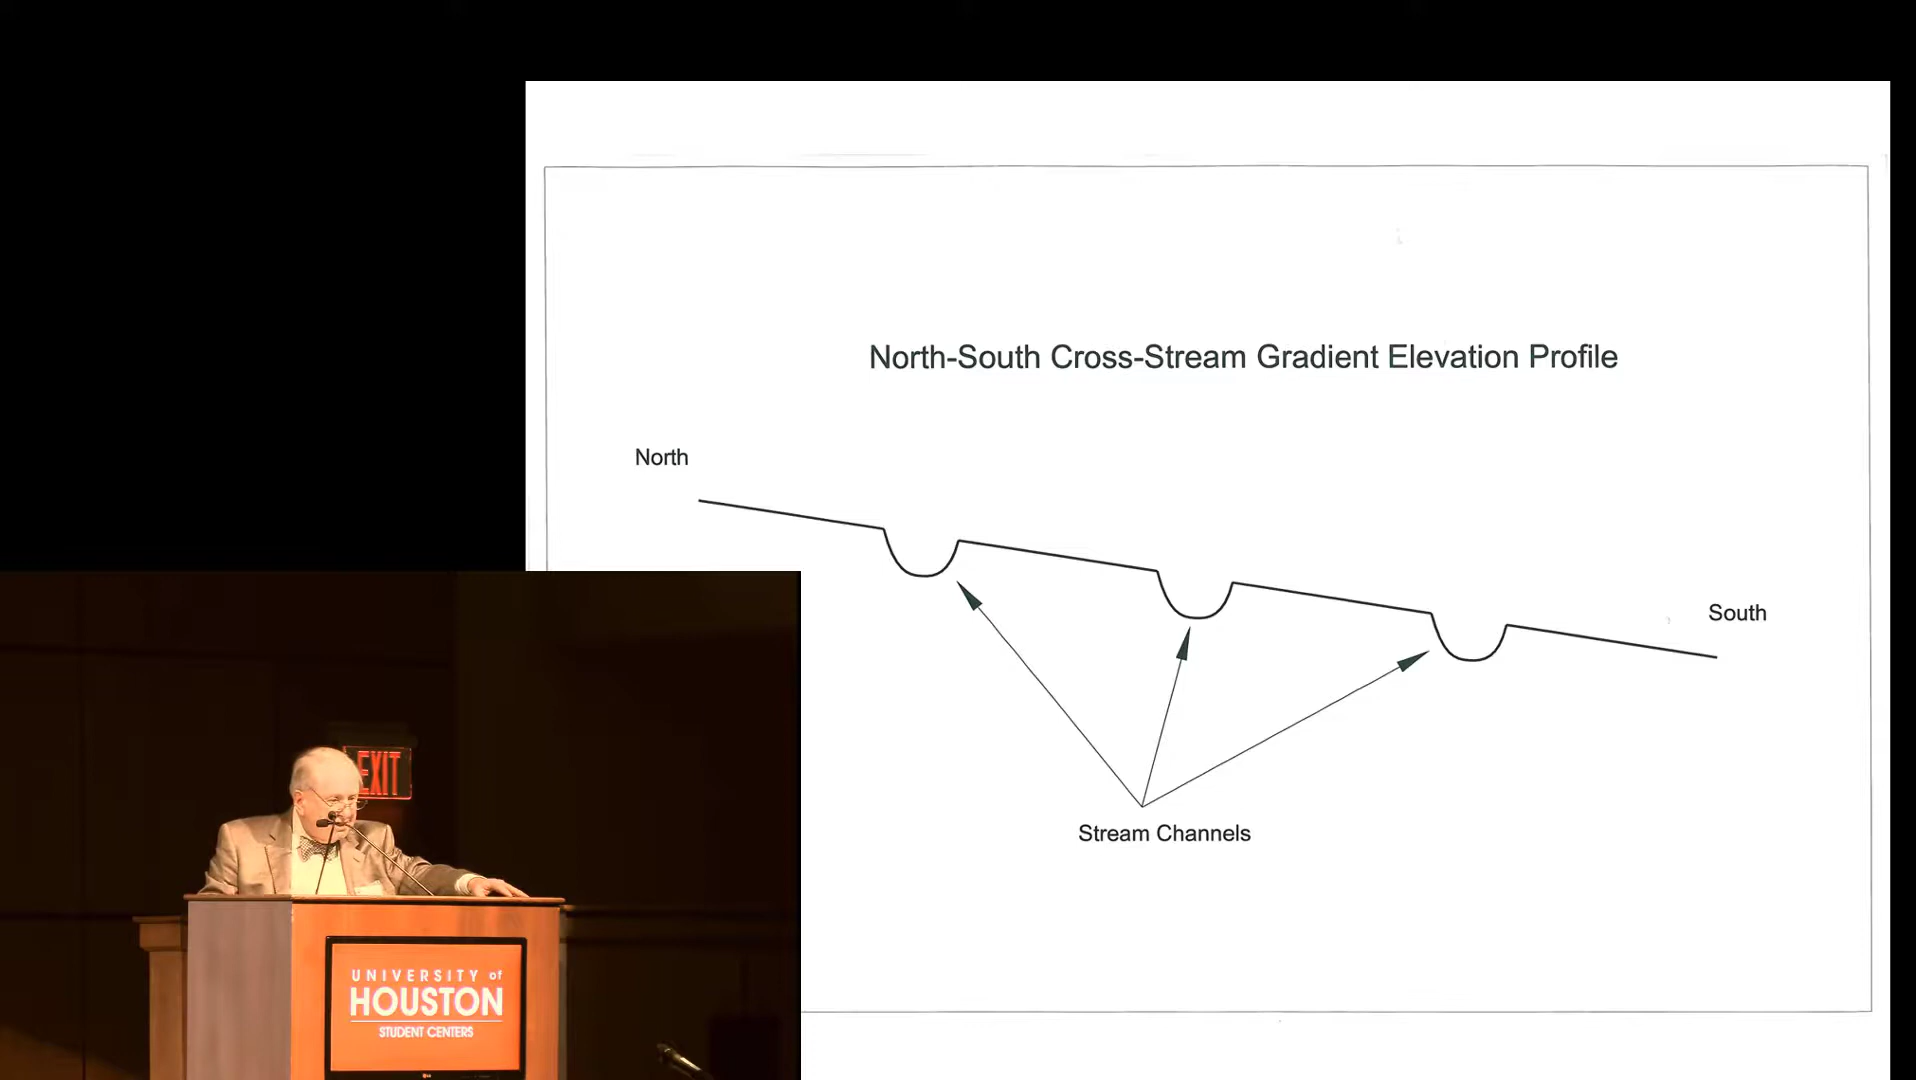 North-South Cross-Stream Gradient Elevation Profile
North
South
Stream Channels
EXIT
UNIVERSITY of
HOUSTON
STUDENT CENTERS